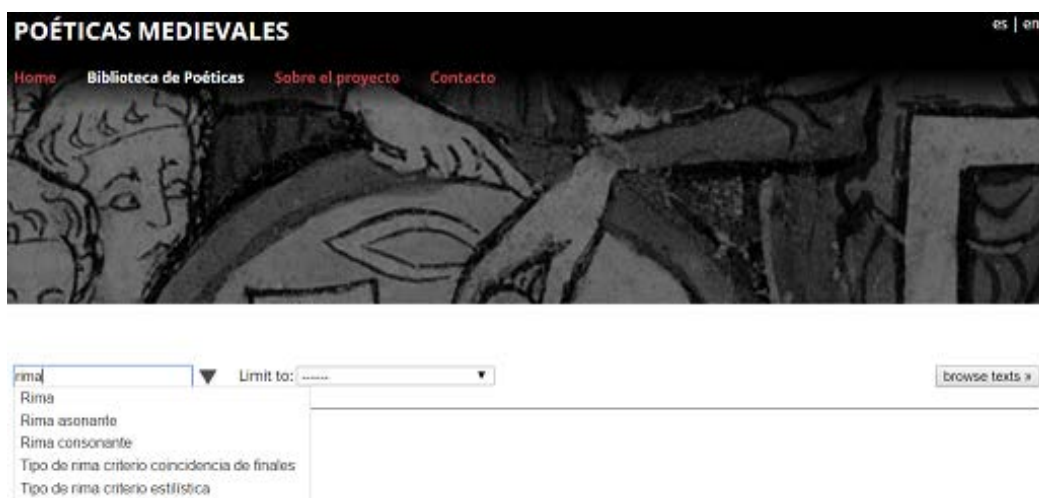 POÉTICAS MEDIEVALES
es | en
Home Biblioteca de Poéticas Sobre el proyecto Contacto
rima Limit to: ------ browse texts »
Rima
Rima asonante
Rima consonante
Tipo de rima criterio coincidencia de finales
Tipo de rima criterio estilística